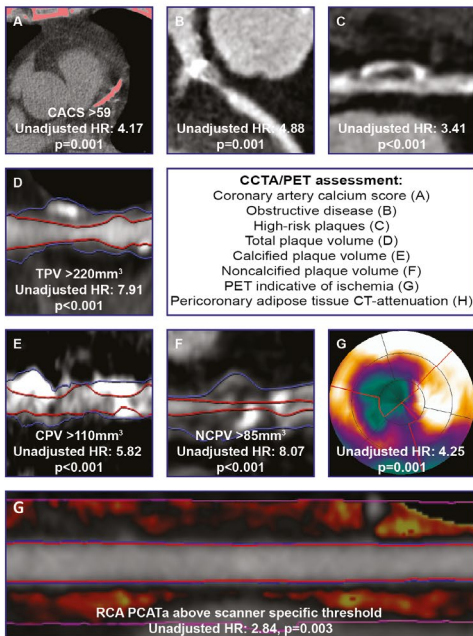 A
CACS >59
Unadjusted HR: 4.17
p=0.001
B
Unadjusted HR: 4.88
p=0.001
C
Unadjusted HR: 3.41
p<0.001
D
TPV >220mm³
Unadjusted HR: 7.91
p<0.001
CCTA/PET assessment:
Coronary artery calcium score (A)
Obstructive disease (B)
High-risk plaques (C)
Total plaque volume (D)
Calcified plaque volume (E)
Noncalcified plaque volume (F)
PET indicative of ischemia (G)
Pericoronary adipose tissue CT-attenuation (H)
E
CPV >110mm³
Unadjusted HR: 5.82
p<0.001
F
NCPV >85mm³
Unadjusted HR: 8.07
p<0.001
G
Unadjusted HR: 4.25
p=0.001
G
RCA PCATa above scanner specific threshold
Unadjusted HR: 2.84, p=0.003